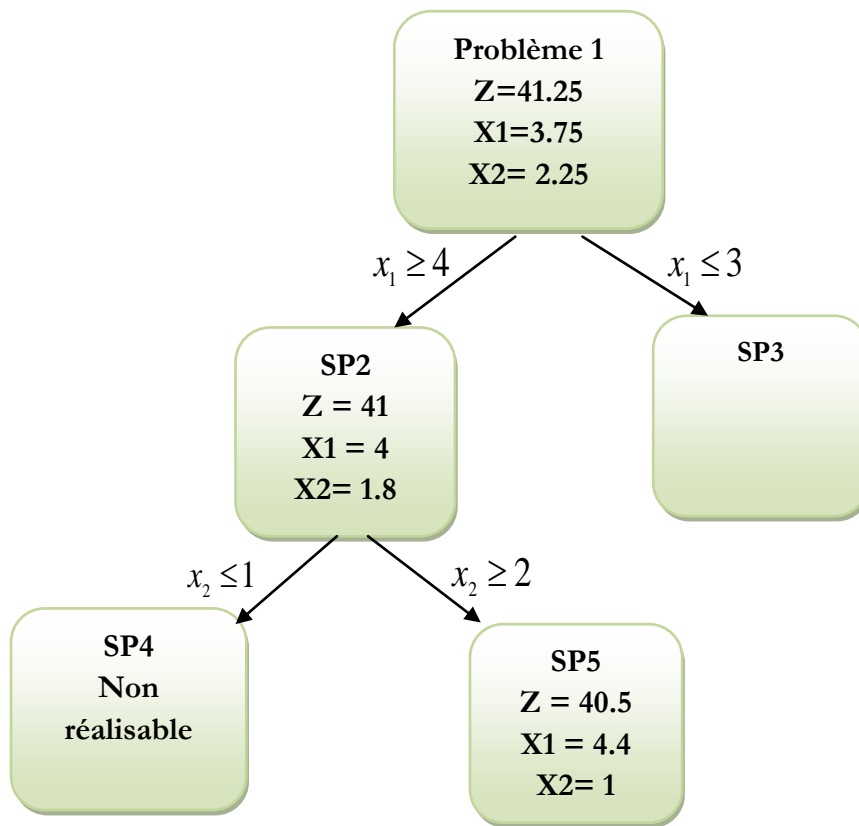 Problème 1
Z=41.25
X1=3.75
X2= 2.25
x₁ ≥ 4
x₁ ≤ 3
SP2
Z = 41
X1 = 4
X2= 1.8
SP3
x₂ ≤ 1
x₂ ≥ 2
SP4
Non
réalisable
SP5
Z = 40.5
X1 = 4.4
X2= 1